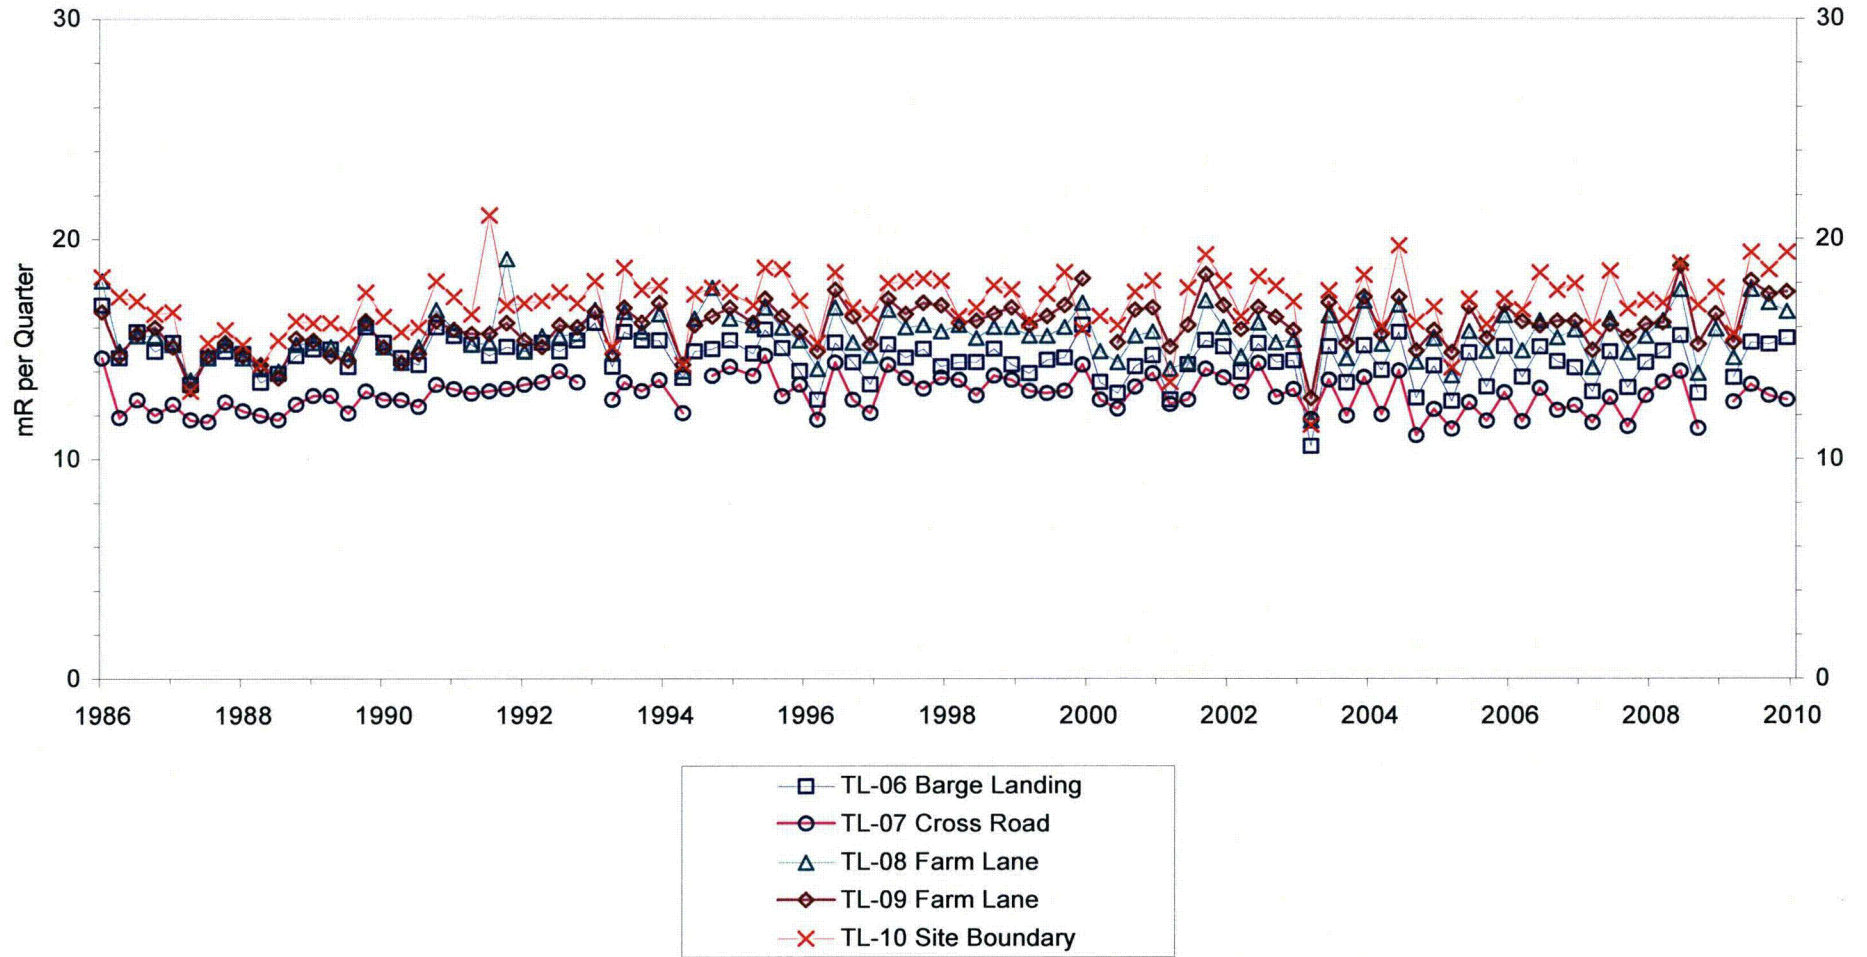 30 30
20 20
mR per Quarter
10 10
0 0
1986 1988 1990 1992 1994 1996 1998 2000 2002 2004 2006 2008 2010
TL-06 Barge Landing
TL-07 Cross Road
TL-08 Farm Lane
TL-09 Farm Lane
TL-10 Site Boundary